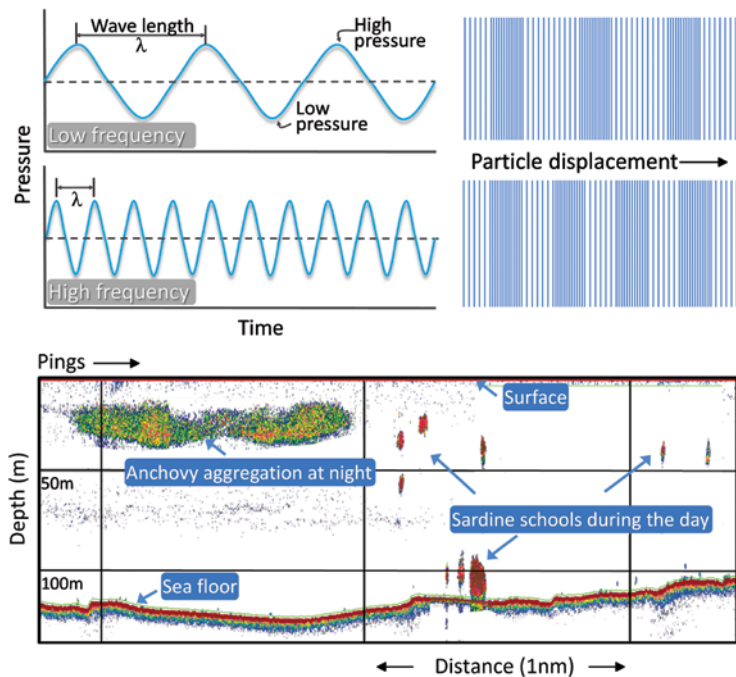 Wave length
λ
High
pressure
Low
pressure
Low frequency
Pressure
Particle displacement
λ
High frequency
Time
Pings
Surface
Anchovy aggregation at night
50m
Depth (m)
Sardine schools during the day
100m
Sea floor
Distance (1nm)